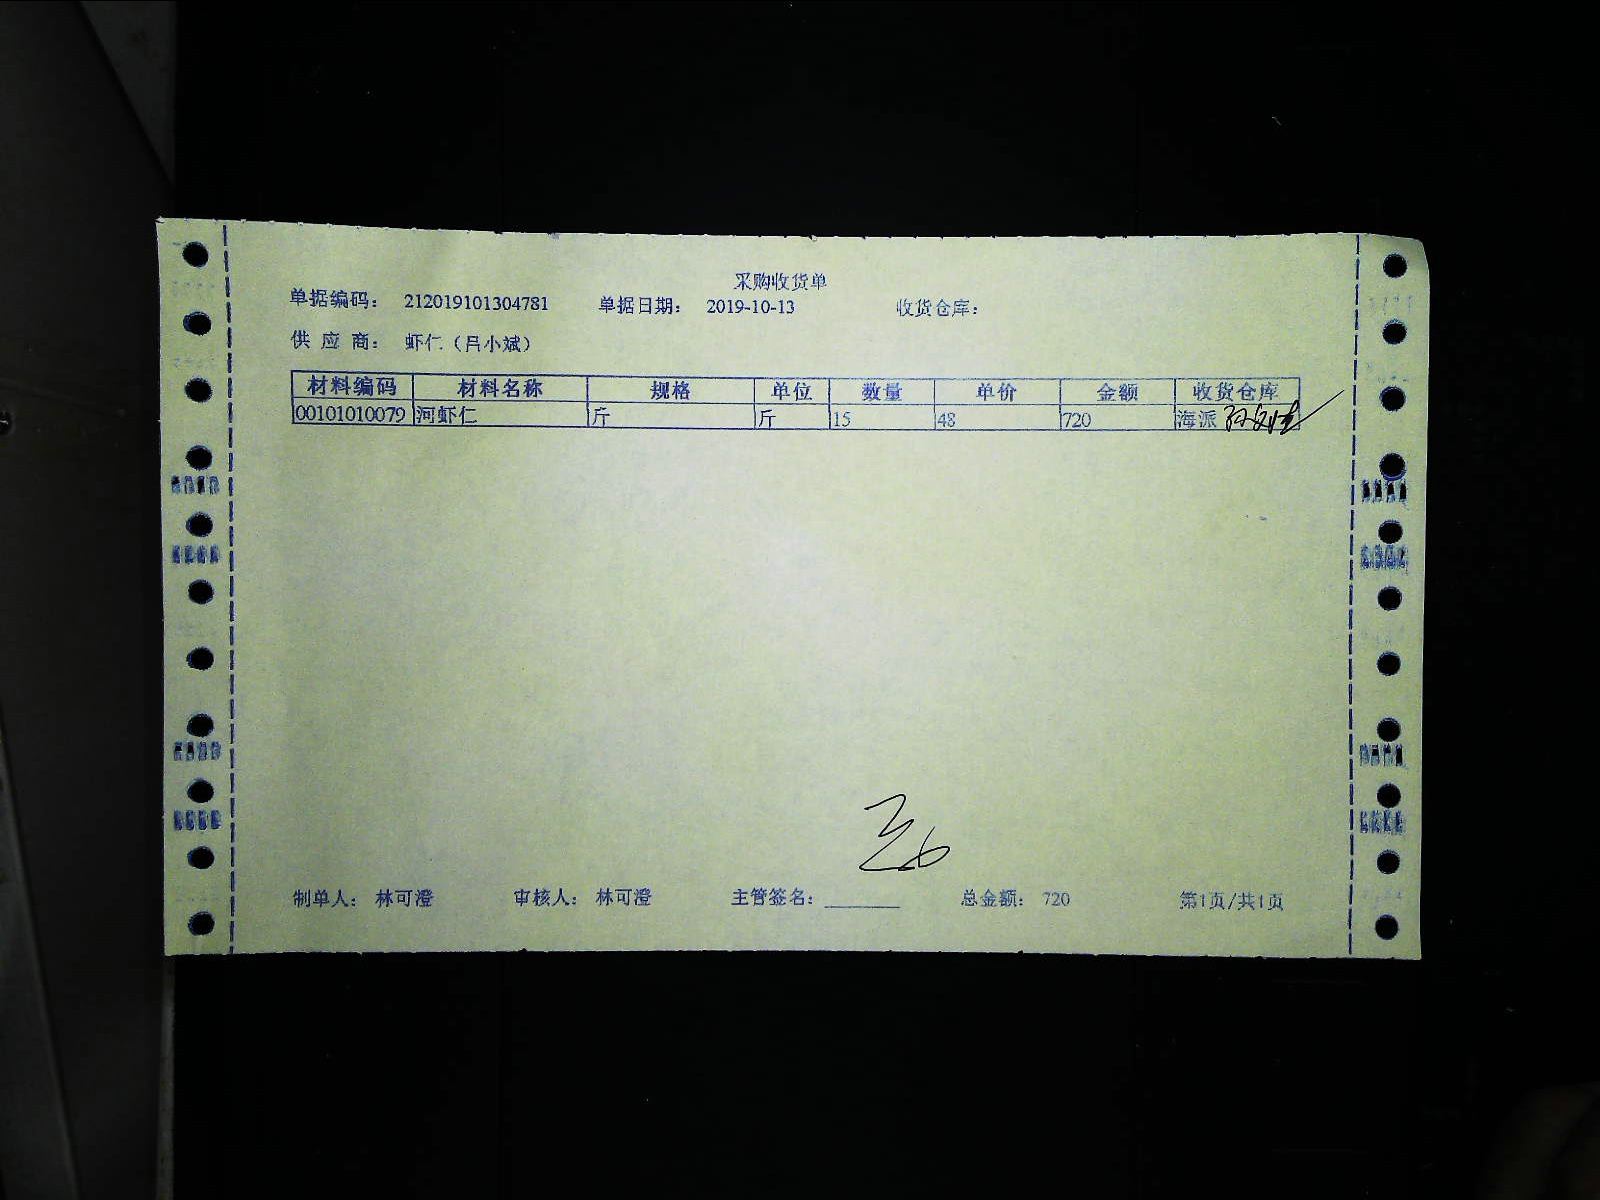 采购收货单
单据编码： 212019101304781 单据日期： 2019-10-13 收货仓库：
供 应 商： 虾仁（吕小斌）
材料编码 材料名称 规格 单位 数量 单价 金额 收货仓库
00101010079 河虾仁 斤 斤 15 48 720 海派
制单人： 林可澄 审核人： 林可澄 主管签名： 总金额： 720 第1页/共1页